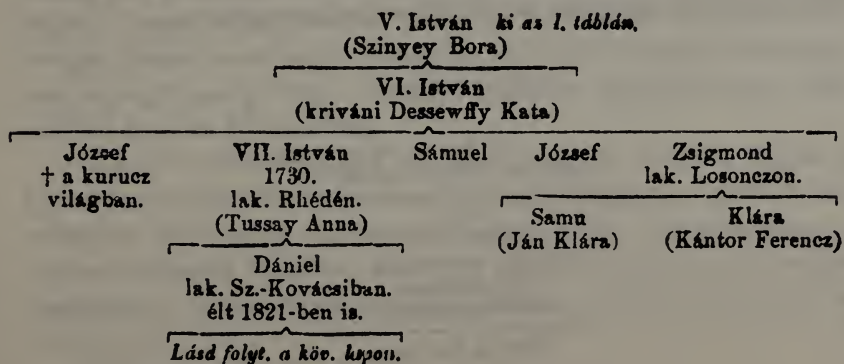 V. István ki az I. táblán.
(Szinyey Bora)
VI. István
(kriváni Dessewffy Kata)
József VII. István Sámuel József Zsigmond
† a kurucz 1730. lak. Losonczon.
világban. lak. Rhédén.
(Tussay Anna) Samu Klára
(Ján Klára) (Kántor Ferencz)
Dániel
lak. Sz.-Kovácsiban.
élt 1821-ben is.
Lásd folyt. a köv. lapon.